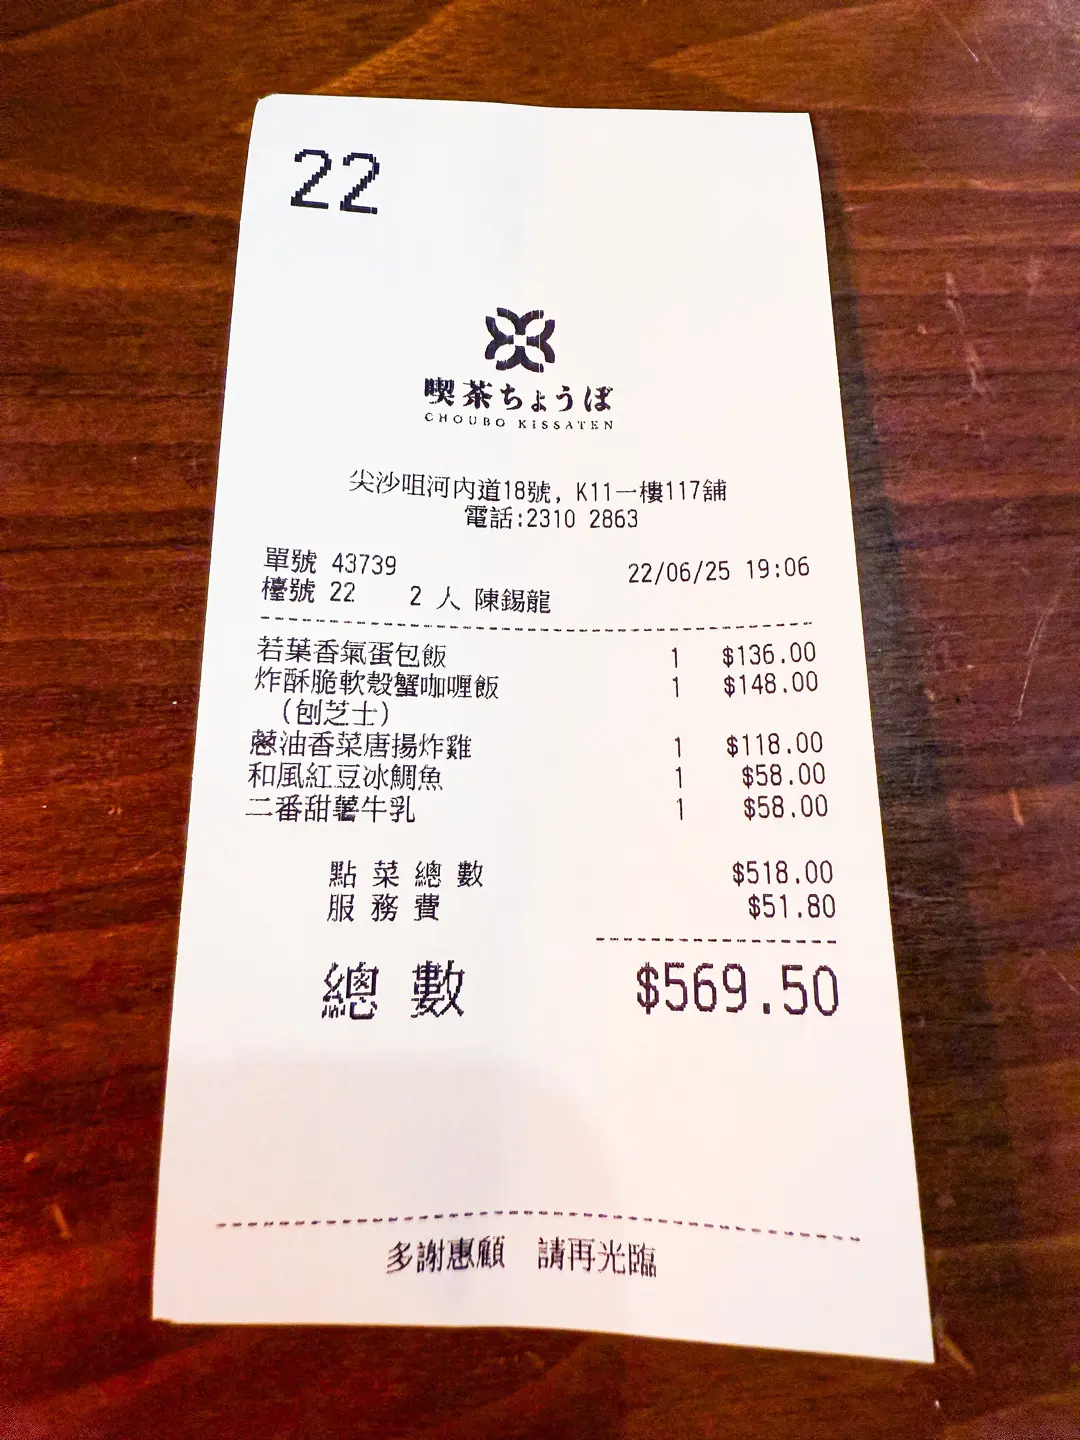 22
喫茶ちょうぼ
CHOUBO KISSATEN
尖沙咀河內道18號, K11一樓117舖
電話:2310 2863
單號 43739 22/06/25 19:06
檯號 22 2 人 陳錫龍
若葉香氣蛋包飯 1 $136.00
炸酥脆軟殼蟹咖喱飯 1 $148.00
(刨芝士)
蔥油香菜唐揚炸雞 1 $118.00
和風紅豆冰鯛魚 1 $58.00
二番甜薯牛乳 1 $58.00
點菜總數 $518.00
服務費 $51.80
總數 $569.50
多謝惠顧 請再光臨